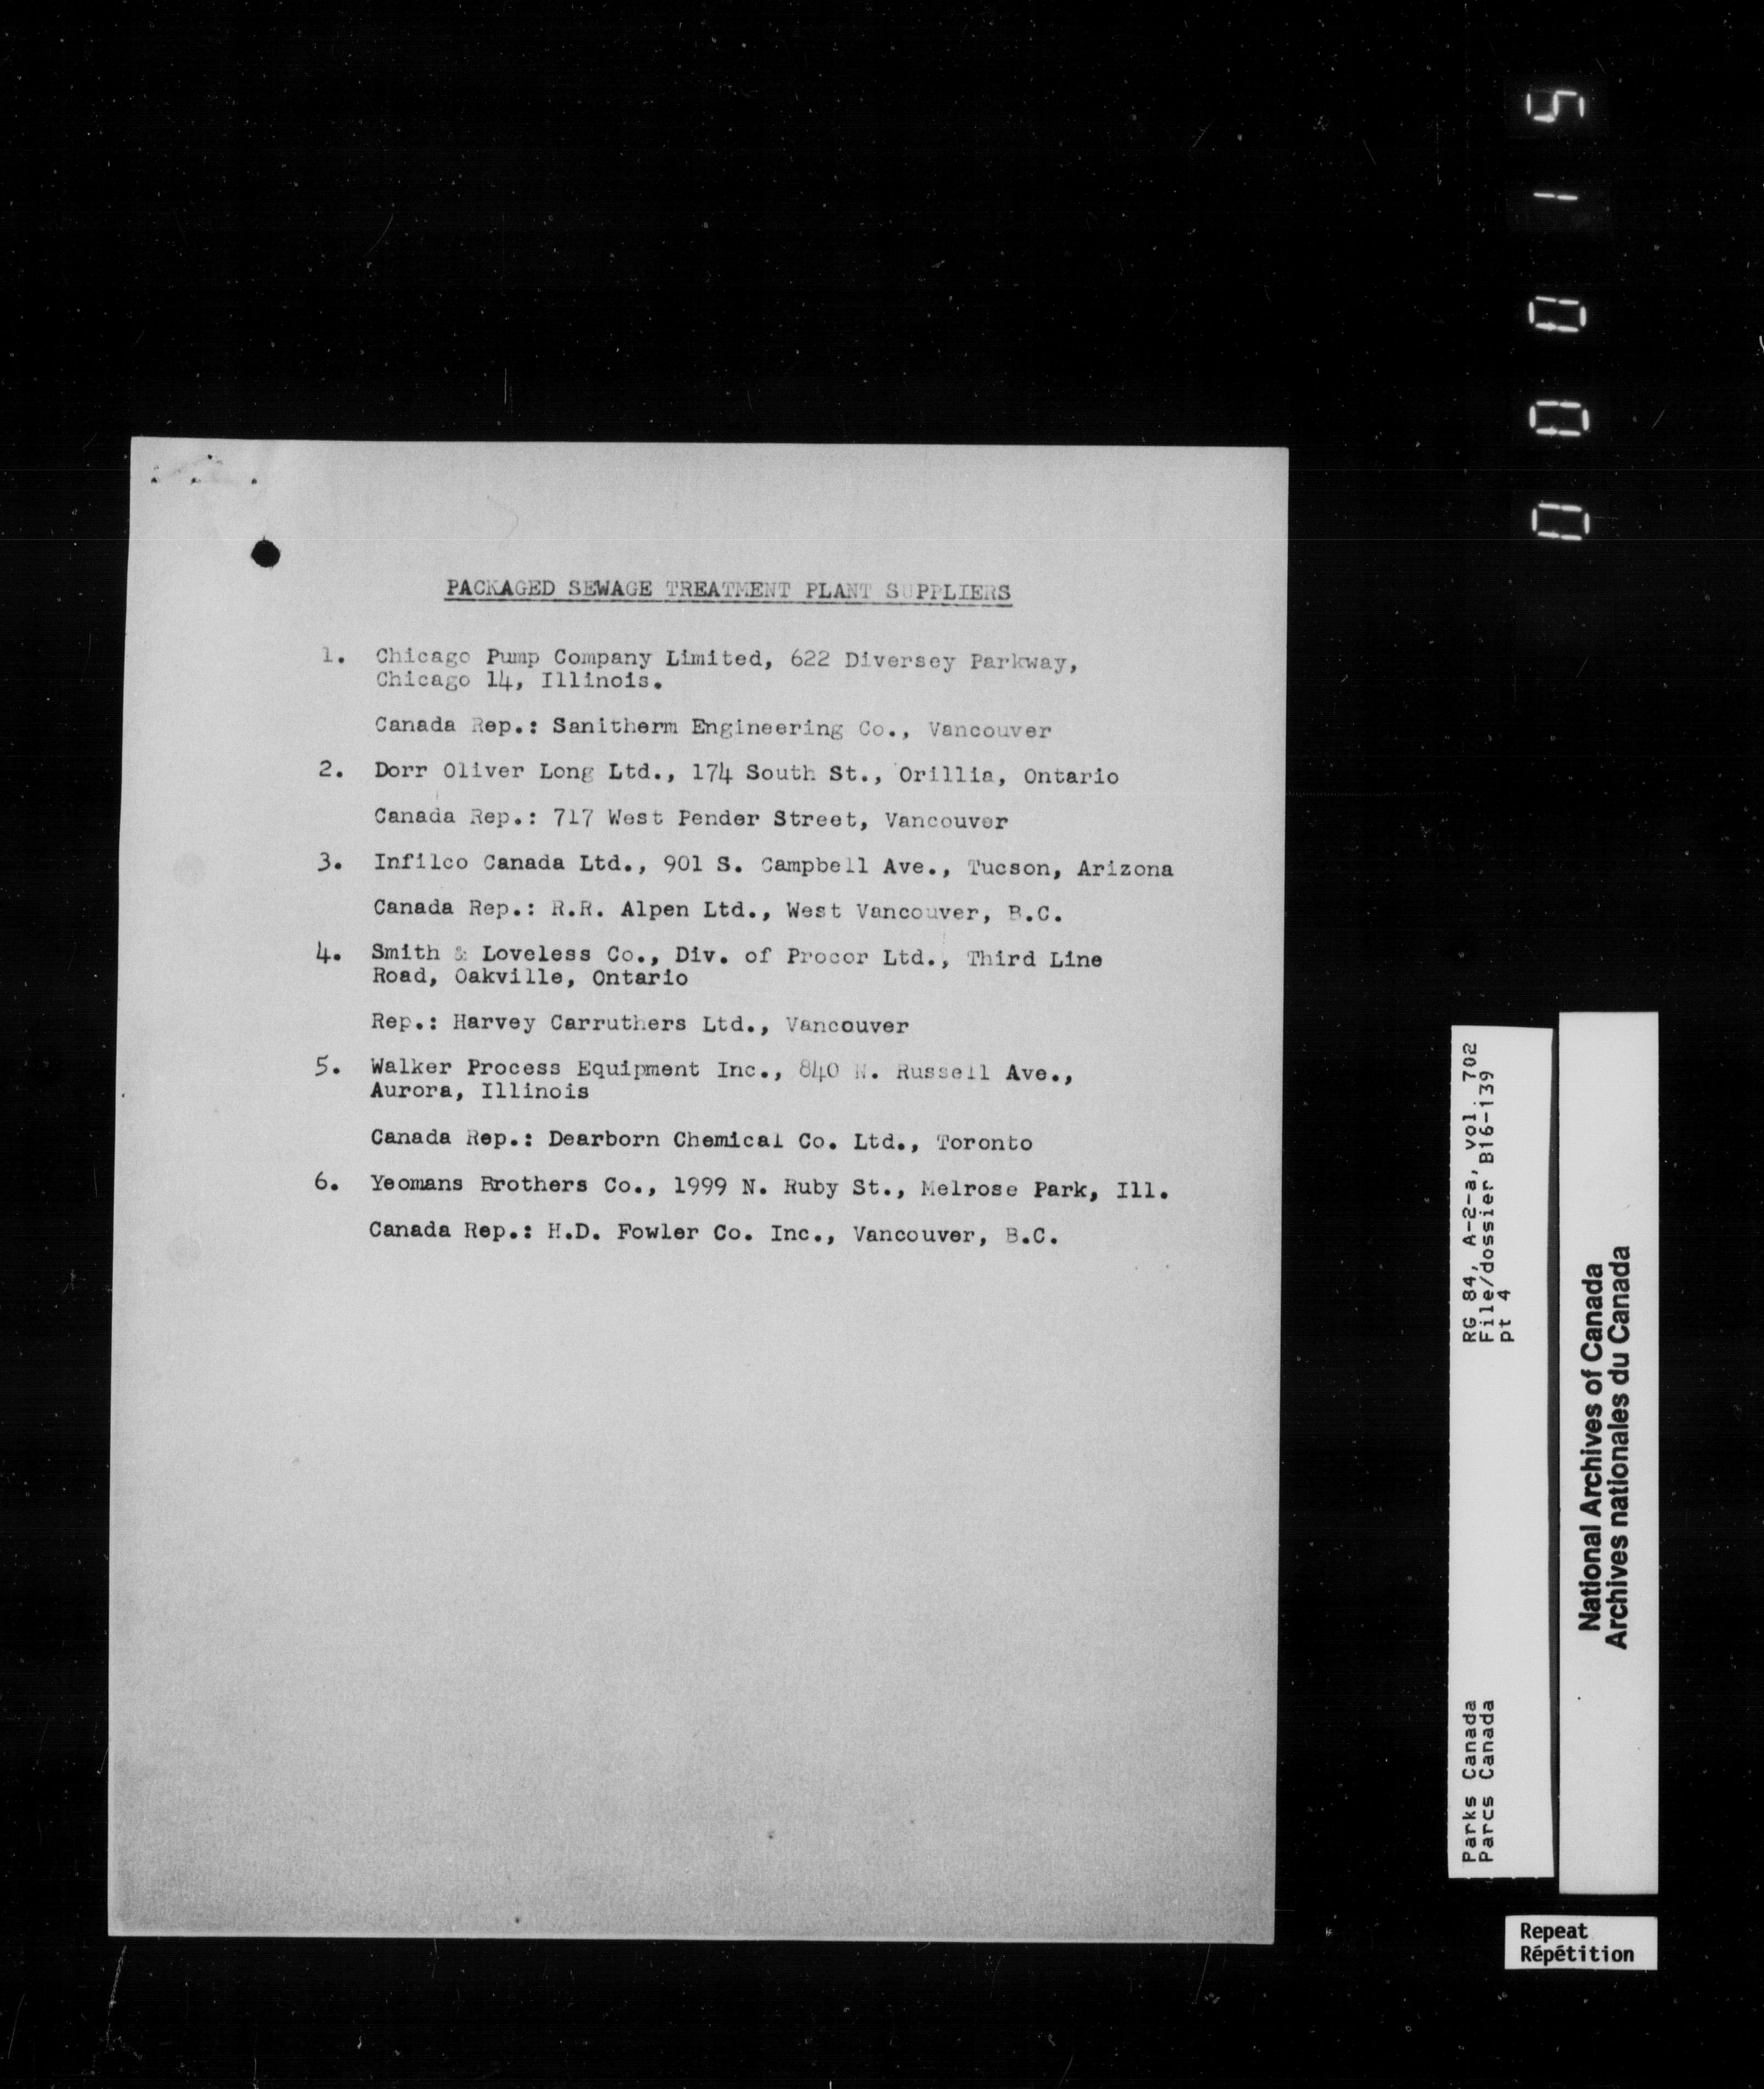 PACKAGED SEWAGE TREATMENT PLANT SUPPLIERS
1. Chicago Pump Company Limited, 622 Diversey Parkway,
Chicago 14, Illinois.
Canada Rep.: Sanitherm Engineering Co., Vancouver
2. Dorr Oliver Long Ltd., 174 South St., Orillia, Ontario
Canada Rep.: 717 West Pender Street, Vancouver
3. Infilco Canada Ltd., 901 S. Campbell Ave., Tucson, Arizona
Canada Rep.: R.R. Alpen Ltd., West Vancouver, B.C.
4. Smith & Loveless Co., Div. of Procor Ltd., Third Line
Road, Oakville, Ontario
Rep.: Harvey Carruthers Ltd., Vancouver
5. Walker Process Equipment Inc., 840 N. Russell Ave.,
Aurora, Illinois
Canada Rep.: Dearborn Chemical Co. Ltd., Toronto
6. Yeomans Brothers Co., 1999 N. Ruby St., Melrose Park, Ill.
Canada Rep.: H.D. Fowler Co. Inc., Vancouver, B.C.
00015
RG 84, A-2-a, vol. 702
File/dossier B16-139
pt 4
Parks Canada
Parcs Canada
National Archives of Canada
Archives nationales du Canada
Repeat
Répétition